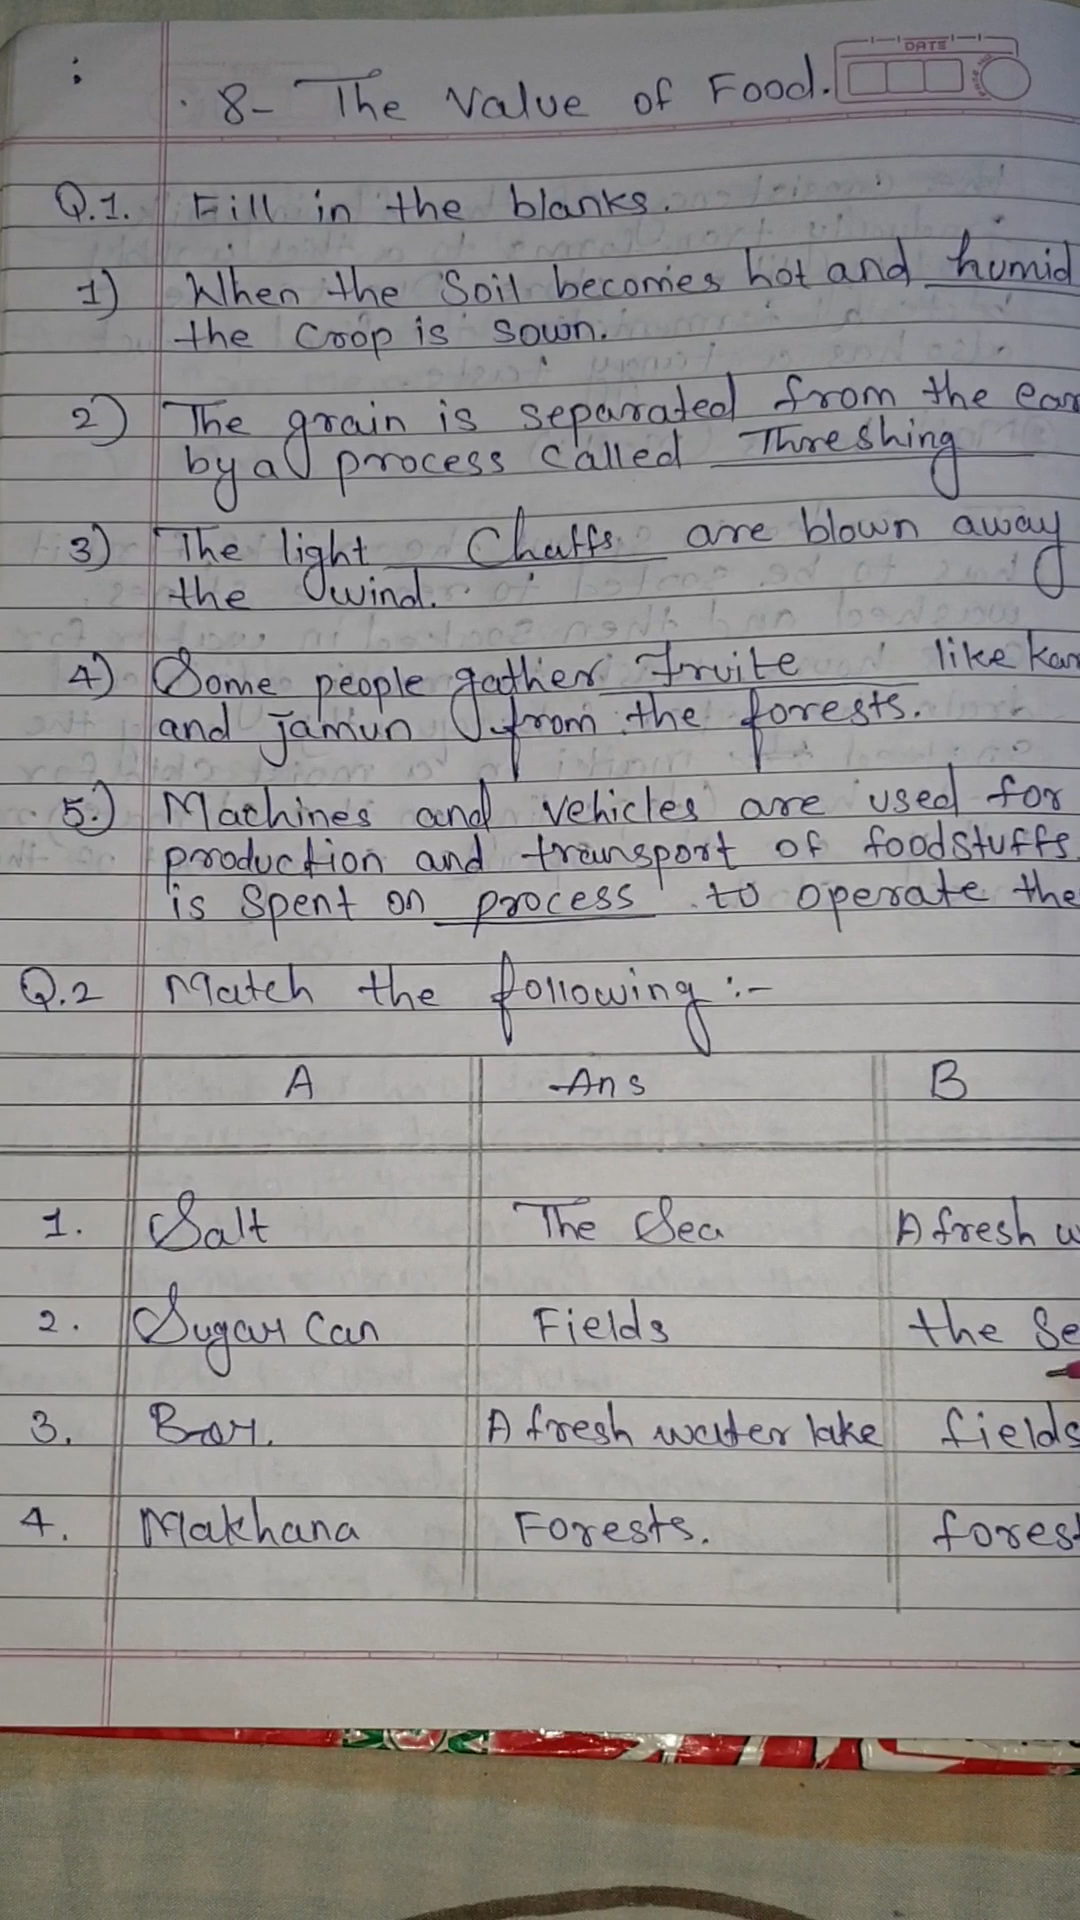 DATE
8- The Value of Food.
Q.1. Fill in the blanks.
1) When the Soil becomes hot and humid
the Crop is sown.
2) The grain is separated from the ear
by a process called Threshing
3) The light Chaffs are blown away
the wind.
4) Some people gather fruite like kar
and jamun from the forests.
5.) Machines and vehicles are used for
production and transport of foodstuffs
is Spent on process to operate the
Q.2 Match the following :-
A Ans B
1. Salt The Sea A fresh w
2. Sugar Can Fields the Se
3. Bor. A fresh water lake fields
4. Makhana Forests. forest